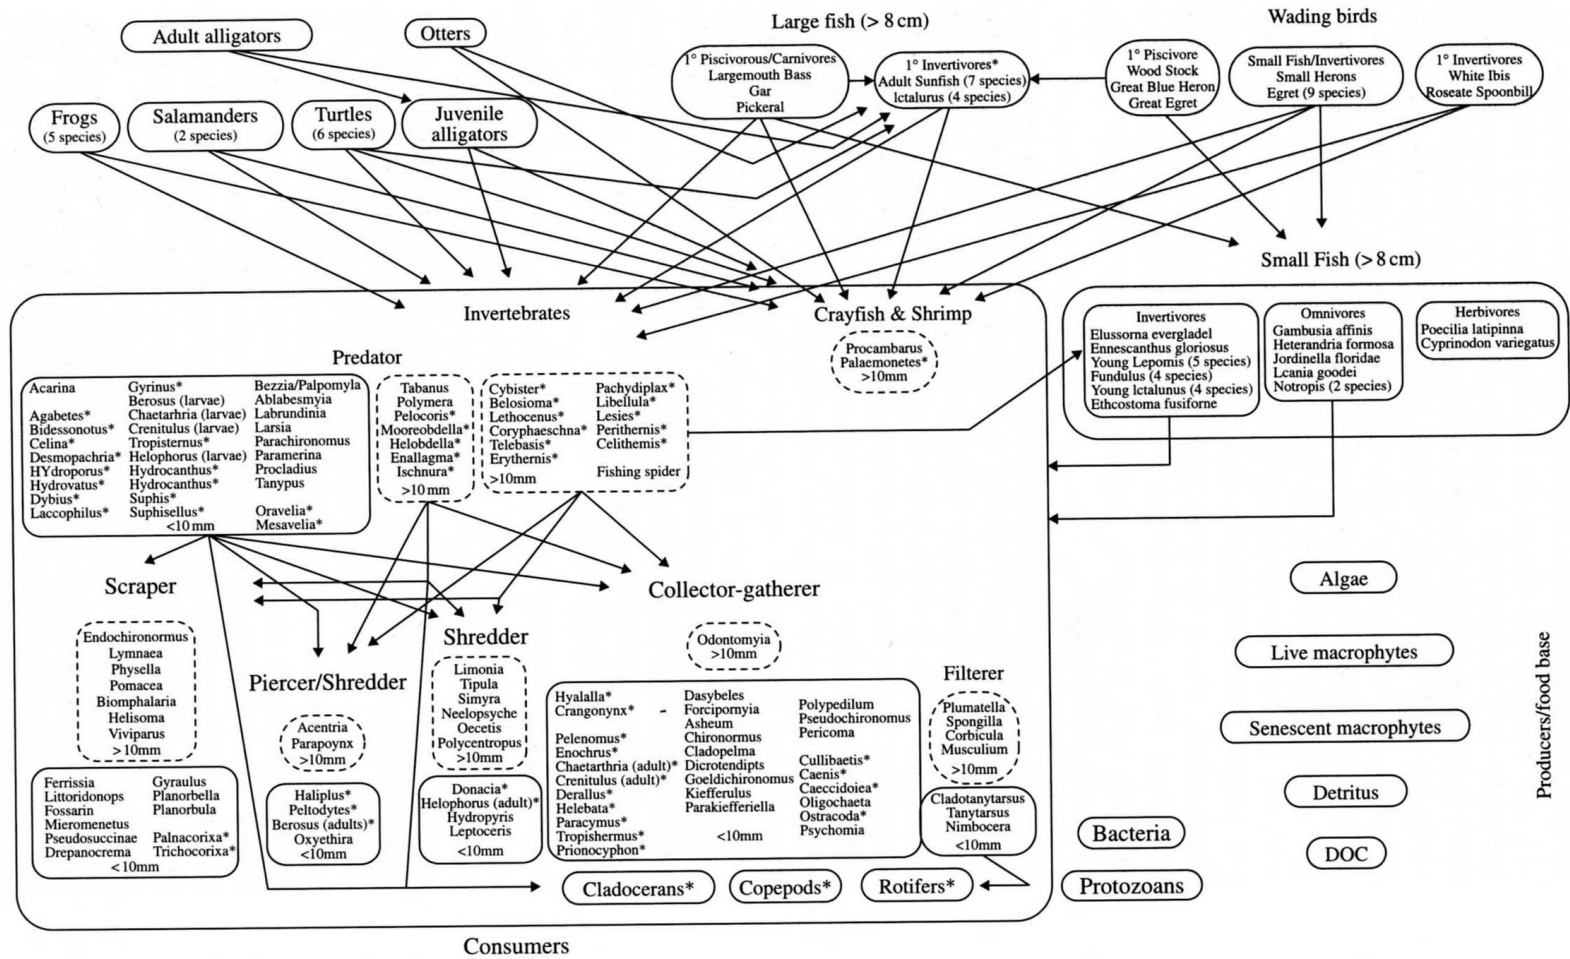 Large fish (> 8 cm)
Wading birds
Adult alligators
Otters
1° Piscivorous/Carnivores
Largemouth Bass
Gar
Pickeral
1° Invertivores*
Adult Sunfish (7 species)
Ictalurus (4 species)
1° Piscivore
Wood Stock
Great Blue Heron
Great Egret
Small Fish/Invertivores
Small Herons
Egret (9 species)
1° Invertivores
White Ibis
Roseate Spoonbill
Frogs
(5 species)
Salamanders
(2 species)
Turtles
(6 species)
Juvenile
alligators
Small Fish (> 8 cm)
Invertebrates
Crayfish & Shrimp
Procambarus
Palaemonetes*
>10mm
Invertivores
Elussorna evergladel
Ennescanthus gloriosus
Young Lepomis (5 species)
Fundulus (4 species)
Young Ictalunus (4 species)
Ethcostoma fusiforne
Omnivores
Gambusia affinis
Heterandria formosa
Jordinella floridae
Lcania goodei
Notropis (2 species)
Herbivores
Poecilia latipinna
Cyprinodon variegatus
Predator
Acarina
Agabetes*
Bidessonotus*
Celina*
Desmopachria*
HYdroporus*
Hydrovatus*
Dybius*
Laccophilus*
Gyrinus*
Berosus (larvae)
Chaetarhria (larvae)
Crenitulus (larvae)
Tropisternus*
Helophorus (larvae)
Hydrocanthus*
Hydrocanthus*
Suphis*
Suphisellus*
<10 mm
Bezzia/Palpomyla
Ablabesmyia
Labrundinia
Larsia
Parachironomus
Paramerina
Procladius
Tanypus
Oravelia*
Mesavelia*
Tabanus
Polymera
Pelocoris*
Mooreobdella*
Helobdella*
Enallagma*
Ischnura*
>10 mm
Cybister*
Belosioma*
Lethocenus*
Coryphaeschna*
Telebasis*
Erythernis*
>10mm
Pachydiplax*
Libellula*
Lesies*
Perithernis*
Celithemis*
Fishing spider
Scraper
Endochironormus
Lymnaea
Physella
Pomacea
Biomphalaria
Helisoma
Viviparus
>10mm
Ferrissia
Littoridonops
Fossarin
Mieromenetus
Pseudosuccinae
Drepanocrema
Gyraulus
Planorbella
Planorbula
Palnacorixa*
Trichocorixa*
<10mm
Piercer/Shredder
Acentria
Parapoynx
>10mm
Haliplus*
Peltodytes*
Berosus (adults)*
Oxyethira
<10mm
Shredder
Limonia
Tipula
Simyra
Neelopsyche
Oecetis
Polycentropus
>10mm
Donacia*
Helophorus (adult)*
Hydropyris
Leptoceris
<10mm
Collector-gatherer
Odontomyia
>10mm
Hyalalla*
Crangonynx*
Pelenomus*
Enochrus*
Chaetarthria (adult)*
Crenitulus (adult)*
Derallus*
Helebata*
Paracymus*
Tropishermus*
Prionocyphon*
Dasybeles
Forcipornyia
Asheum
Chironormus
Cladopelma
Dicrotendipts
Goeldichironomus
Kiefferulus
Parakiefferiella
<10mm
Polypedilum
Pseudochironomus
Pericoma
Cullibaetis*
Caenis*
Caeccidoiea*
Oligochaeta
Ostracoda*
Psychomia
Filterer
Plumatella
Spongilla
Corbicula
Musculium
>10mm
Cladotanytarsus
Tanytarsus
Nimbocera
<10mm
Cladocerans*
Copepods*
Rotifers*
Consumers
Algae
Live macrophytes
Senescent macrophytes
Detritus
Bacteria
DOC
Protozoans
Producers/food base